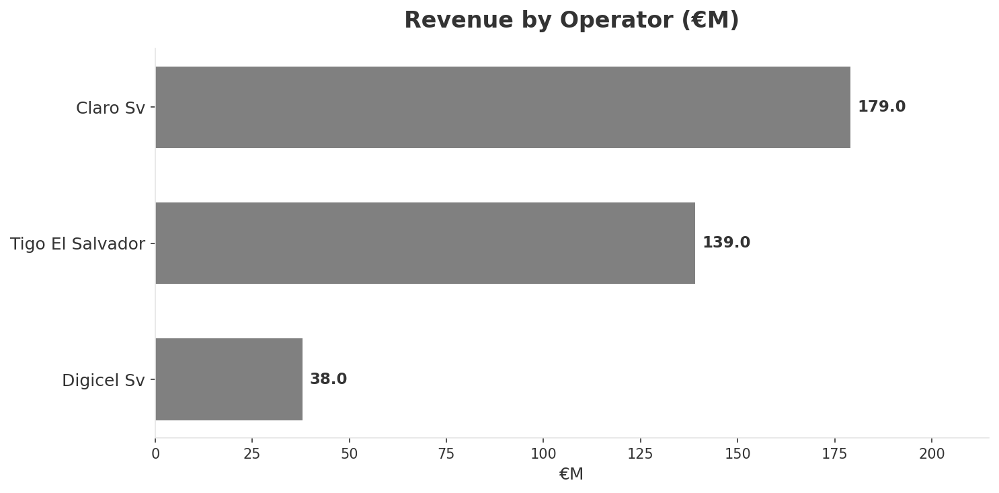 Revenue by Operator (€M)
Claro Sv
179.0
Tigo El Salvador
139.0
Digicel Sv
38.0
0 25 50 75 100 125 150 175 200
€M